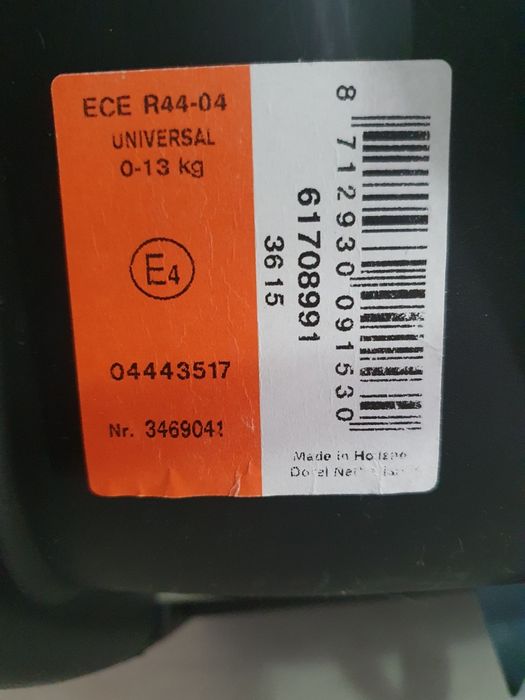 ECE R44-04
UNIVERSAL
0-13 kg
E4
04443517
Nr. 3469041
8 712930 091530
61708991
3615
Made in Holland
Dorel Netherlands